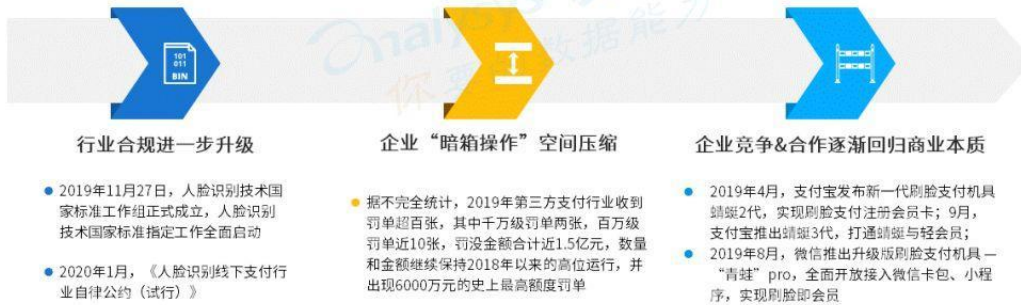 101
011
BIN
行业合规进一步升级
2019年11月27日，人脸识别技术国
家标准工作组正式成立，人脸识别
技术国家标准指定工作全面启动
2020年1月，《人脸识别线下支付行
业自律公约（试行）》
企业“暗箱操作”空间压缩
据不完全统计，2019年第三方支付行业收到
罚单超百张，其中千万级罚单两张，百万级
罚单近10张，罚没金额合计近1.5亿元，数量
和金额继续保持2018年以来的高位运行，并
出现6000万元的史上最高额度罚单
企业竞争&合作逐渐回归商业本质
2019年4月，支付宝发布新一代刷脸支付机具
蜻蜓2代，实现刷脸支付注册会员卡；9月，
支付宝推出蜻蜓3代，打通蜻蜓与轻会员；
2019年8月，微信推出升级版刷脸支付机具—
“青蛙”pro，全面开放接入微信卡包、小程
序，实现刷脸即会员
你要 数据能力